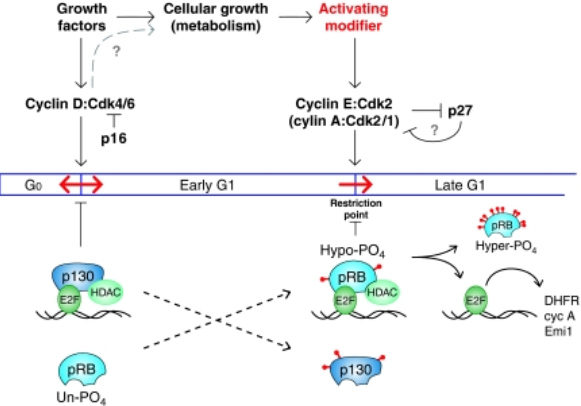 Growth
factors
Cellular growth
(metabolism)
Activating
modifier
?
Cyclin D:Cdk4/6
p16
Cyclin E:Cdk2
(cylin A:Cdk2/1)
p27
?
G0
Early G1
Late G1
Restriction
point
Hypo-PO4
pRB
Hyper-PO4
p130
E2F
HDAC
pRB
E2F
HDAC
E2F
DHFR
cyc A
Emi1
pRB
Un-PO4
p130